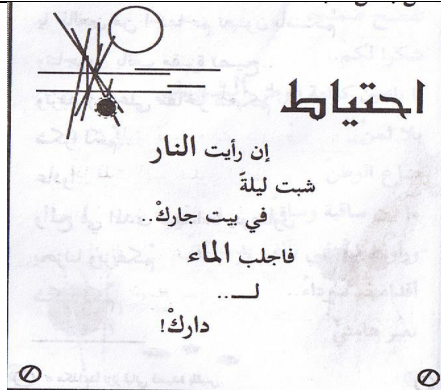 احتياط
إن رأيت النار
شبت ليلةً
في بيت جاركْ..
فاجلب الماء
لـــ..
داركْ!